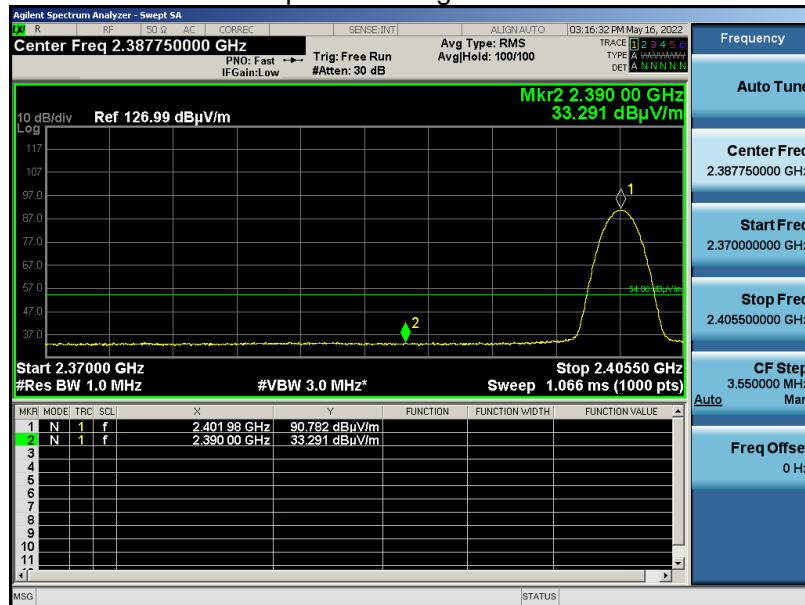 Agilent Spectrum Analyzer - Swept SA
LXI R RF 50 Ω AC CORREC SENSE:INT ALIGN AUTO 03:16:32 PM May 16, 2022
Center Freq 2.387750000 GHz Avg Type: RMS TRACE 1 2 3 4 5 6
PNO: Fast Trig: Free Run Avg|Hold: 100/100 TYPE A WWWWW
IFGain:Low #Atten: 30 dB DET A N N N N N
Mkr2 2.390 00 GHz
10 dB/div Ref 126.99 dBµV/m 33.291 dBµV/m
Log
117
107
97.0
1
87.0
77.0
67.0
57.0
54.00 dBµV/m
47.0
2
37.0
Start 2.37000 GHz Stop 2.40550 GHz
#Res BW 1.0 MHz #VBW 3.0 MHz* Sweep 1.066 ms (1000 pts)
MKR MODE TRC SCL X Y FUNCTION FUNCTION WIDTH FUNCTION VALUE
1 N 1 f 2.401 98 GHz 90.782 dBµV/m
2 N 1 f 2.390 00 GHz 33.291 dBµV/m
3
4
5
6
7
8
9
10
11
MSG STATUS
Frequency
Auto Tune
Center Freq
2.387750000 GHz
Start Freq
2.370000000 GHz
Stop Freq
2.405500000 GHz
CF Step
3.550000 MHz
Auto Man
Freq Offset
0 Hz